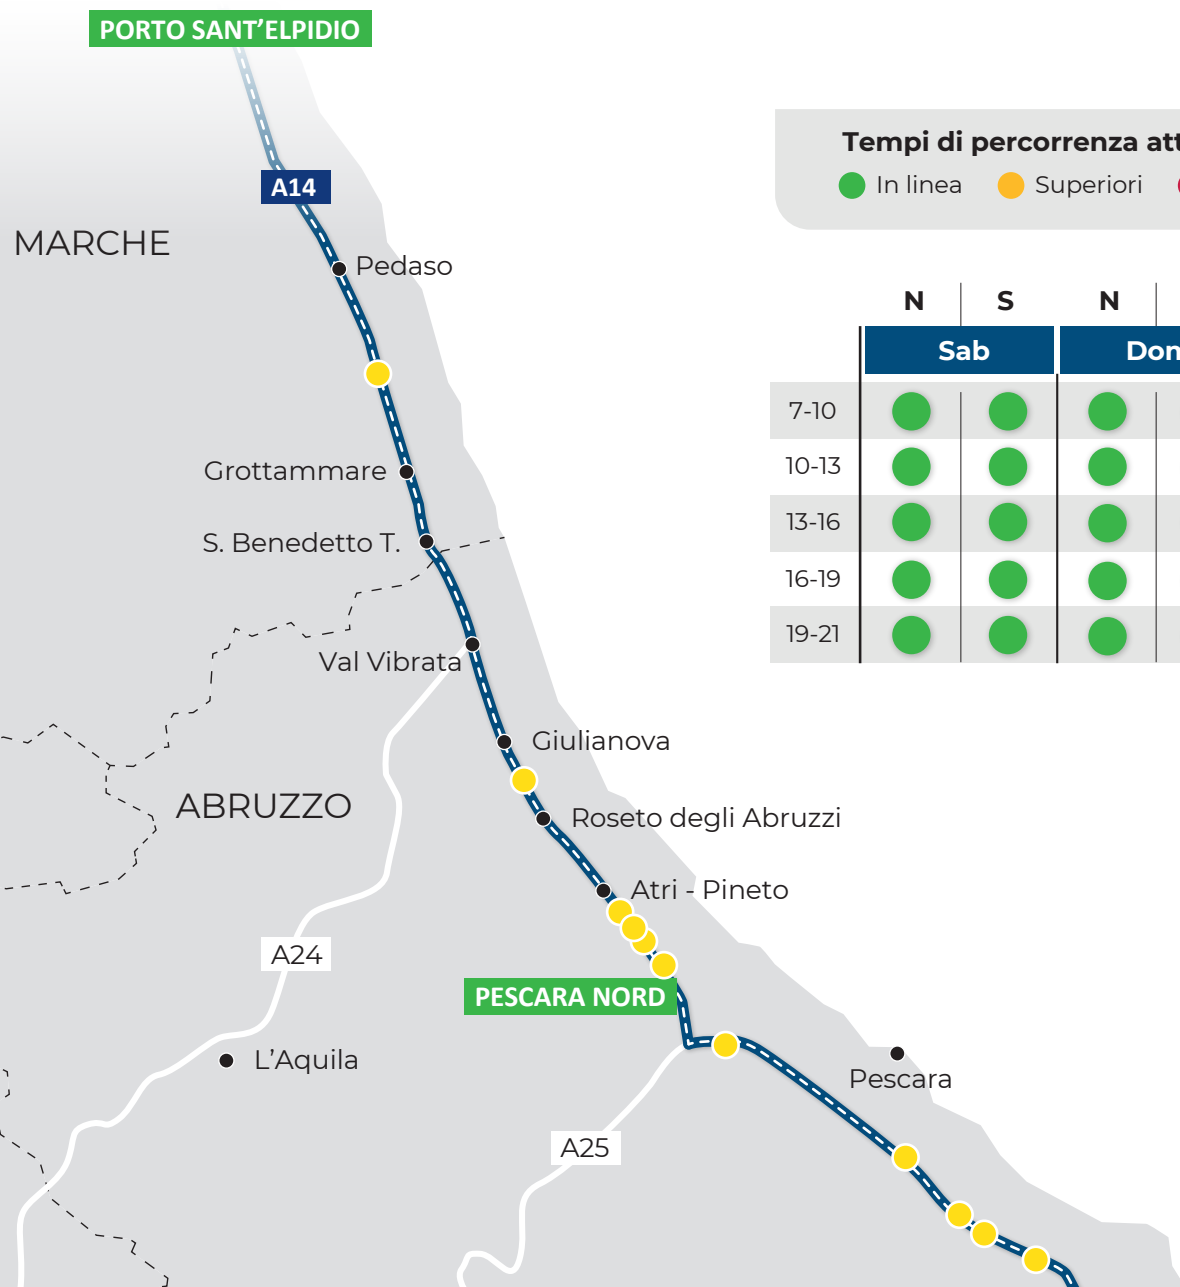 PORTO SANT'ELPIDIO
Tempi di percorrenza att
In linea
Superiori
A14
MARCHE
Pedaso
N
S
N
Sab
Dom
7-10
10-13
13-16
16-19
19-21
Grottammare
S. Benedetto T.
Val Vibrata
Giulianova
ABRUZZO
Roseto degli Abruzzi
Atri - Pineto
A24
PESCARA NORD
L'Aquila
Pescara
A25